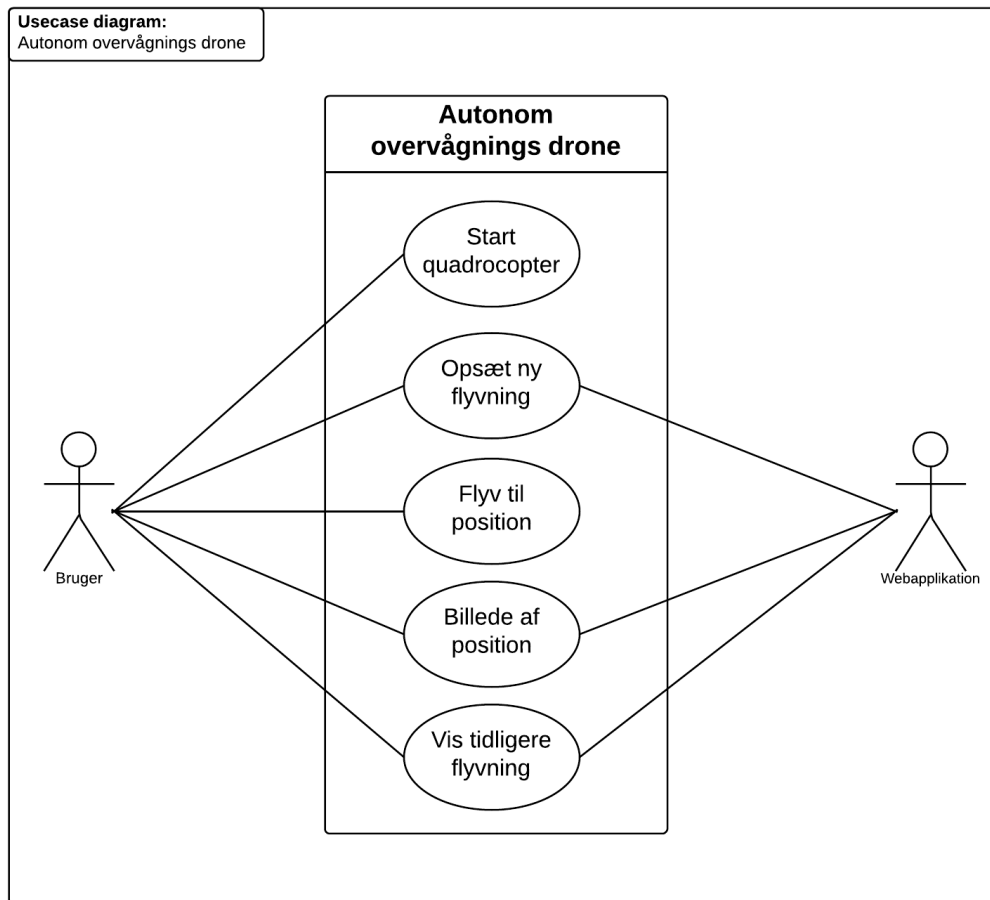 Usecase diagram:
Autonom overvågnings drone
Autonom
overvågnings drone
Start
quadrocopter
Opsæt ny
flyvning
Flyv til
position
Billede af
position
Vis tidligere
flyvning
Bruger
Webapplikation